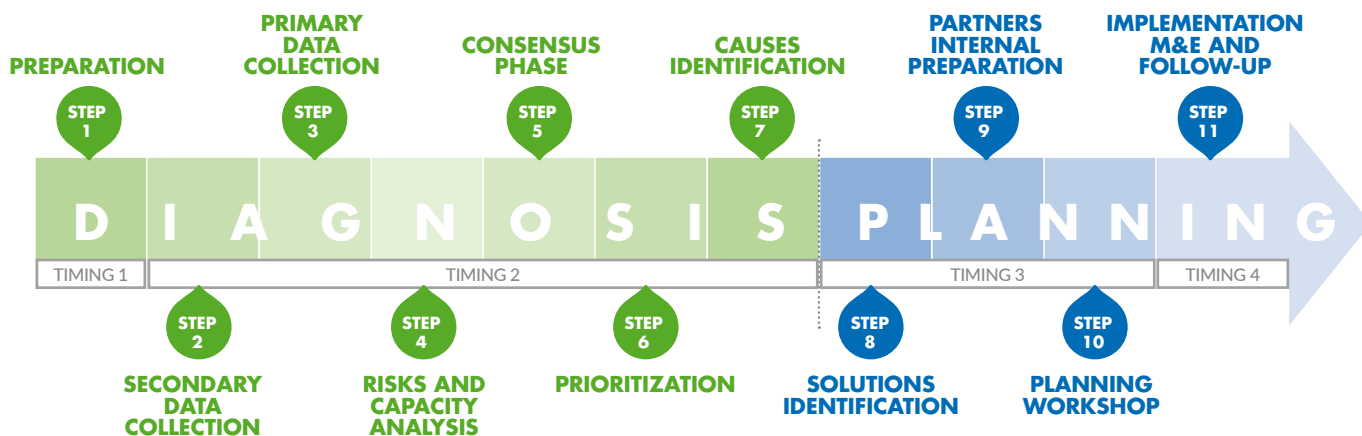 PREPARATION
PRIMARY
DATA
COLLECTION
CONSENSUS
PHASE
CAUSES
IDENTIFICATION
PARTNERS
INTERNAL
PREPARATION
IMPLEMENTATION
M&E AND
FOLLOW-UP
STEP
1
STEP
3
STEP
5
STEP
7
STEP
9
STEP
11
DIAGNOSIS PLANNING
TIMING 1
TIMING 2
TIMING 3
TIMING 4
STEP
2
STEP
4
STEP
6
STEP
8
STEP
10
SECONDARY
DATA
COLLECTION
RISKS AND
CAPACITY
ANALYSIS
PRIORITIZATION
SOLUTIONS
IDENTIFICATION
PLANNING
WORKSHOP